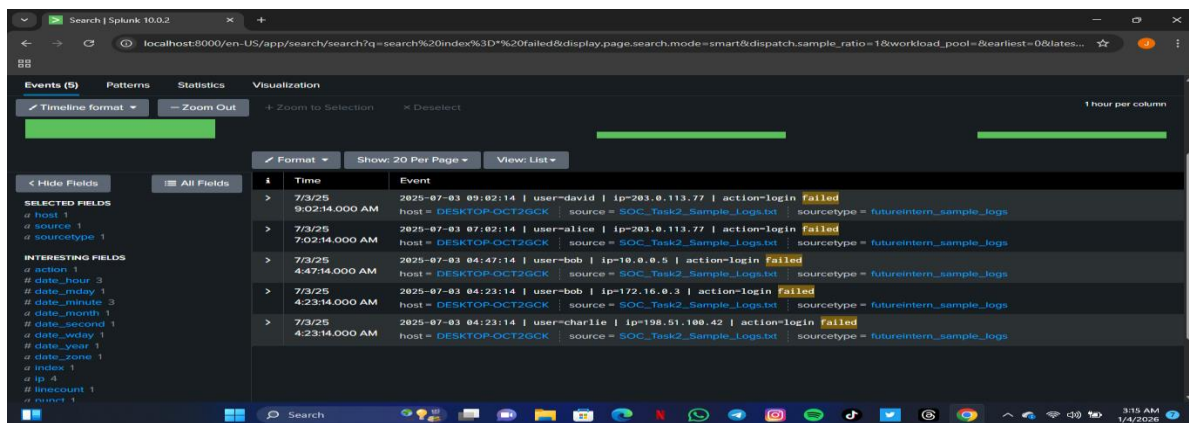 Search | Splunk 10.0.2
localhost:8000/en-US/app/search/search?q=search%20index%3D*%20failed&display.page.search.mode=smart&dispatch.sample_ratio=1&workload_pool=&earliest=0&lates...
Events (5) Patterns Statistics Visualization
Timeline format Zoom Out + Zoom to Selection × Deselect 1 hour per column
Format Show: 20 Per Page View: List
< Hide Fields All Fields
i Time Event
SELECTED FIELDS
a host 1
a source 1
a sourcetype 1
INTERESTING FIELDS
a action 1
# date_hour 3
# date_mday 1
# date_minute 3
a date_month 1
# date_second 1
a date_wday 1
# date_year 1
a date_zone 1
a index 1
a ip 4
# linecount 1
a punct 1
> 7/3/25 2025-07-03 09:02:14 | user=david | ip=203.0.113.77 | action=login failed
9:02:14.000 AM host = DESKTOP-OCT2GCK source = SOC_Task2_Sample_Logs.txt sourcetype = futureintern_sample_logs
> 7/3/25 2025-07-03 07:02:14 | user=alice | ip=203.0.113.77 | action=login failed
7:02:14.000 AM host = DESKTOP-OCT2GCK source = SOC_Task2_Sample_Logs.txt sourcetype = futureintern_sample_logs
> 7/3/25 2025-07-03 04:47:14 | user=bob | ip=10.0.0.5 | action=login failed
4:47:14.000 AM host = DESKTOP-OCT2GCK source = SOC_Task2_Sample_Logs.txt sourcetype = futureintern_sample_logs
> 7/3/25 2025-07-03 04:23:14 | user=bob | ip=172.16.0.3 | action=login failed
4:23:14.000 AM host = DESKTOP-OCT2GCK source = SOC_Task2_Sample_Logs.txt sourcetype = futureintern_sample_logs
> 7/3/25 2025-07-03 04:23:14 | user=charlie | ip=198.51.100.42 | action=login failed
4:23:14.000 AM host = DESKTOP-OCT2GCK source = SOC_Task2_Sample_Logs.txt sourcetype = futureintern_sample_logs
Search
3:15 AM
1/4/2026